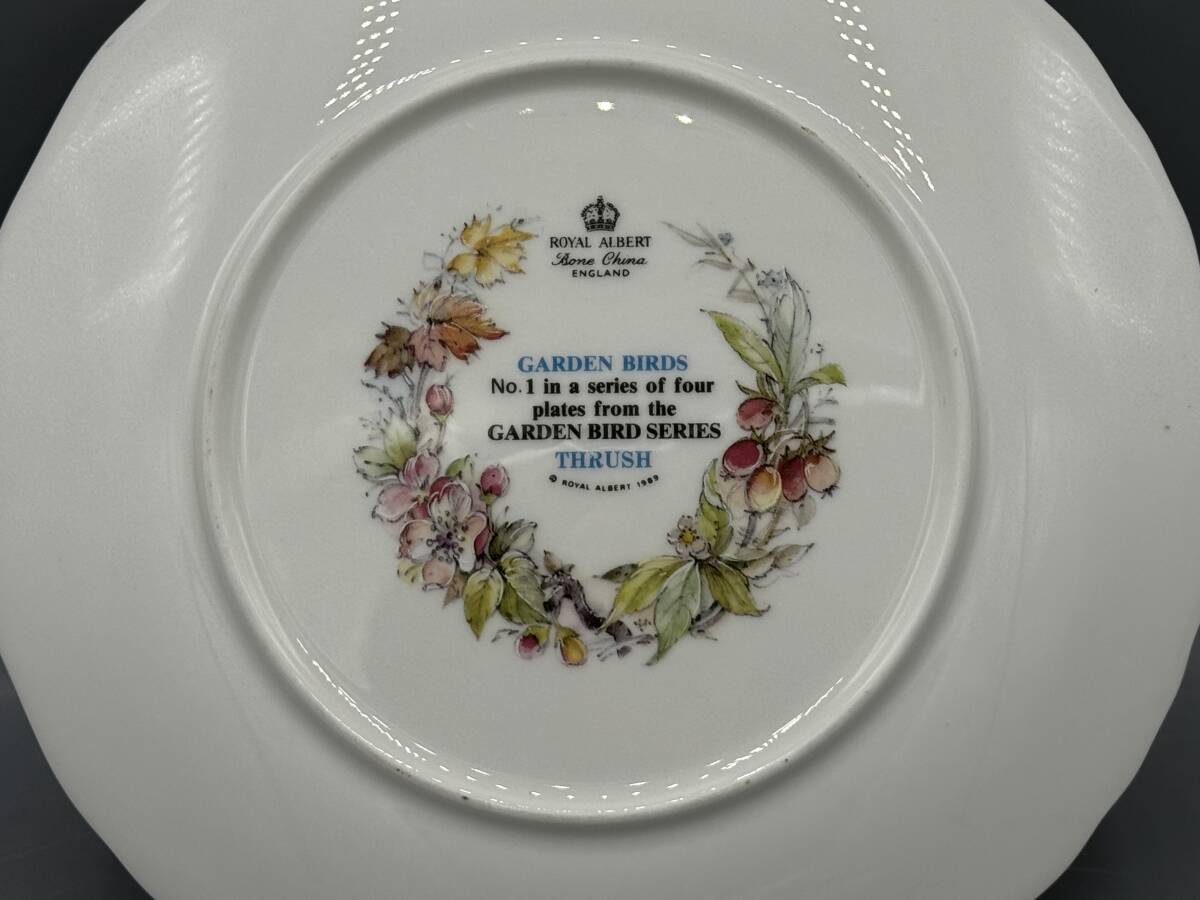 ROYAL ALBERT
Bone China
ENGLAND
GARDEN BIRDS
No. 1 in a series of four
plates from the
GARDEN BIRD SERIES
THRUSH
© ROYAL ALBERT 1989